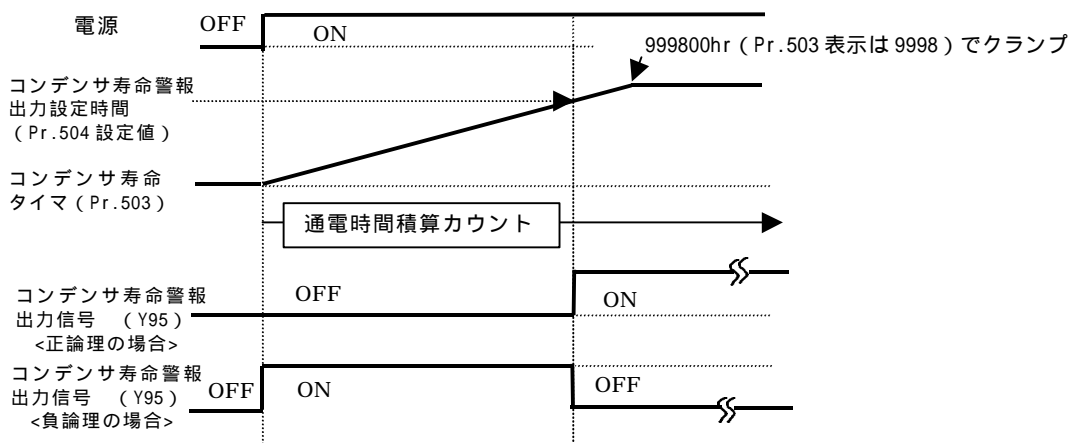 電源
OFF
ON
999800hr（Pr.503 表示は 9998）でクランプ
コンデンサ寿命警報
出力設定時間
（Pr.504 設定値）
コンデンサ寿命
タイマ（Pr.503）
通電時間積算カウント
コンデンサ寿命警報
出力信号　（Y95）
<正論理の場合>
OFF
ON
コンデンサ寿命警報
出力信号　（Y95）
<負論理の場合>
OFF
ON
OFF